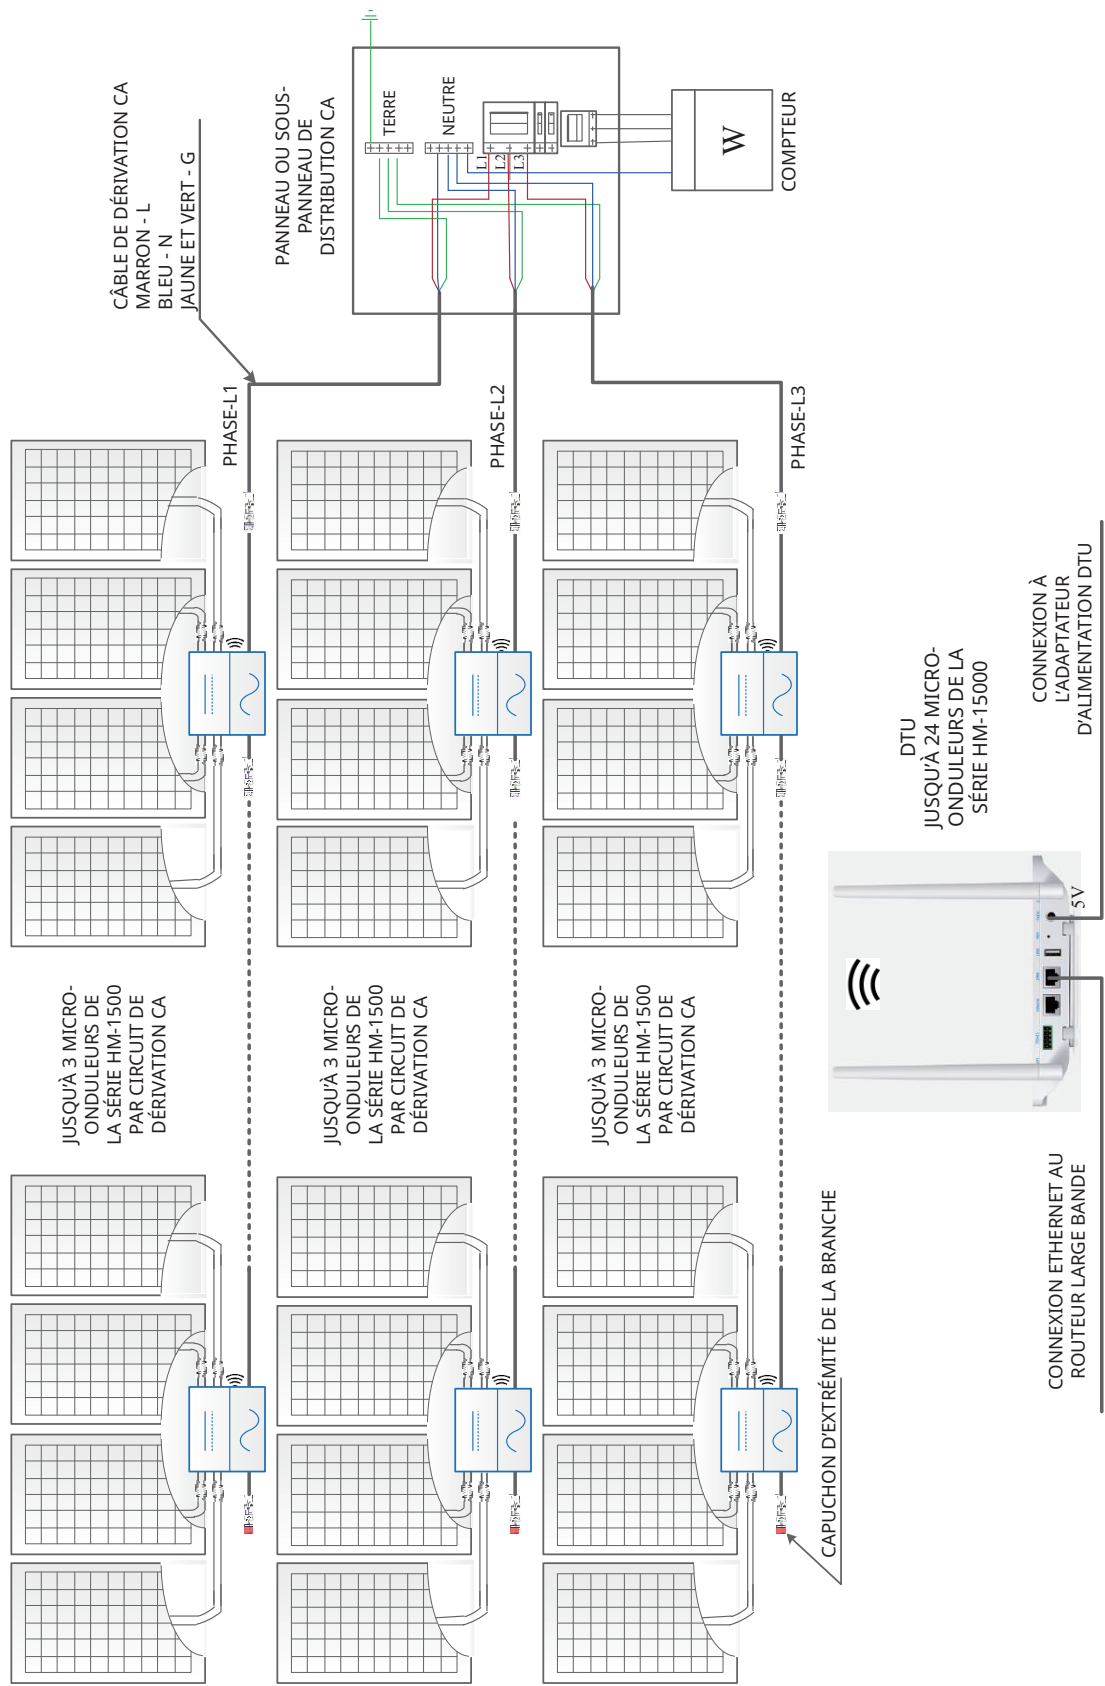 CÂBLE DE DÉRIVATION CA
MARRON - L
BLEU - N
JAUNE ET VERT - G
PANNEAU OU SOUS-
PANNEAU DE
DISTRIBUTION CA
TERRE
NEUTRE
L1
L2
L3
W
COMPTEUR
PHASE-L1
PHASE-L2
PHASE-L3
JUSQU'À 3 MICRO-
ONDULEURS DE
LA SÉRIE HM-1500
PAR CIRCUIT DE
DÉRIVATION CA
JUSQU'À 3 MICRO-
ONDULEURS DE
LA SÉRIE HM-1500
PAR CIRCUIT DE
DÉRIVATION CA
JUSQU'À 3 MICRO-
ONDULEURS DE
LA SÉRIE HM-1500
PAR CIRCUIT DE
DÉRIVATION CA
DTU
JUSQU'À 24 MICRO-
ONDULEURS DE LA
SÉRIE HM-15000
CONNEXION À
L'ADAPTATEUR
D'ALIMENTATION DTU
5V
CAPUCHON D'EXTRÉMITÉ DE LA BRANCHE
CONNEXION ETHERNET AU
ROUTEUR LARGE BANDE